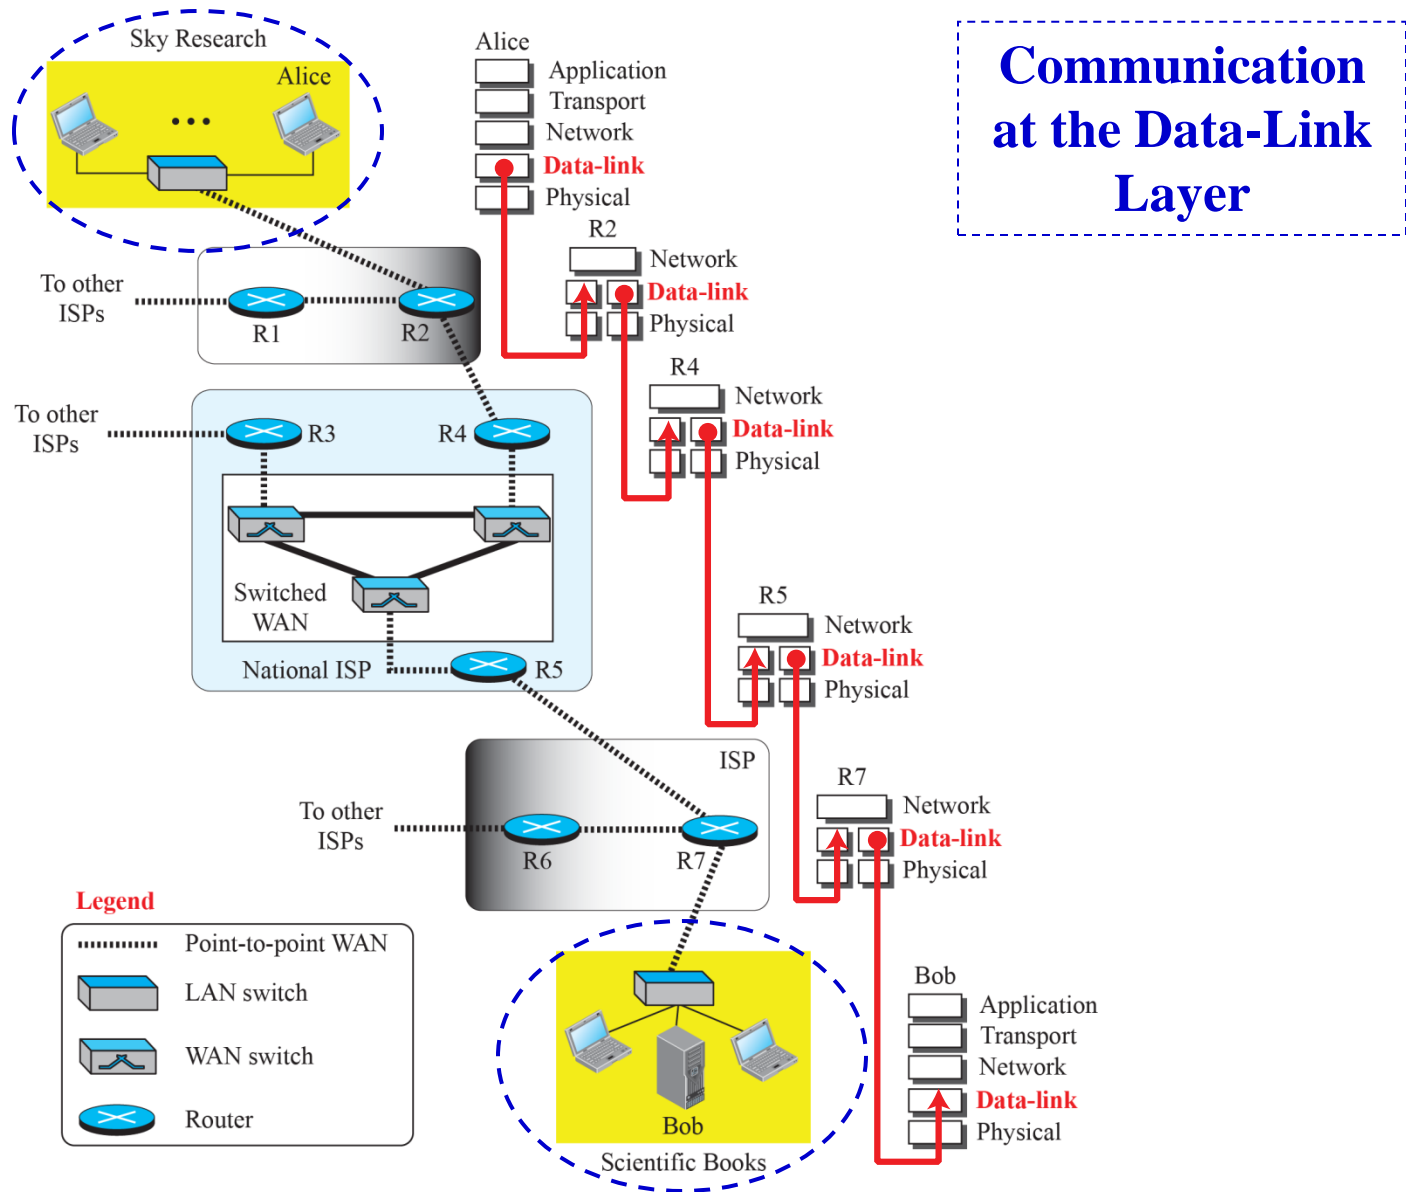 Sky Research
Alice
•••
Alice
Application
Transport
Network
Data-link
Physical
Communication
at the Data-Link
Layer
R2
Network
Data-link
Physical
To other
ISPs
R1
R2
R4
Network
Data-link
Physical
To other
ISPs
R3
R4
Switched
WAN
National ISP
R5
R5
Network
Data-link
Physical
ISP
To other
ISPs
R6
R7
R7
Network
Data-link
Physical
Legend
Point-to-point WAN
LAN switch
WAN switch
Router
Bob
Scientific Books
Bob
Application
Transport
Network
Data-link
Physical